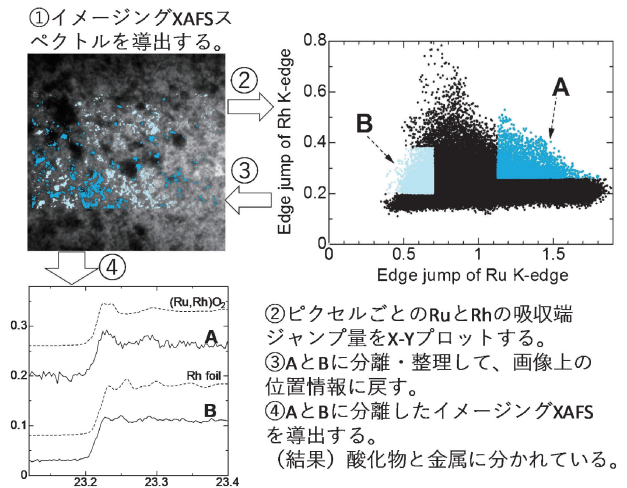 ①イメージングXAFSス
ペクトルを導出する。
②
③
④
Edge jump of Rh K-edge
0.8
0.6
0.4
0.2
0
B
A
0.5
1
1.5
Edge jump of Ru K-edge
0.3
0.2
0.1
0
(Ru,Rh)O2
A
Rh foil
B
23.2
23.3
23.4
②ピクセルごとのRuとRhの吸収端
ジャンプ量をX-Yプロットする。
③AとBに分離・整理して、画像上の
位置情報に戻す。
④AとBに分離したイメージングXAFS
を導出する。
（結果）酸化物と金属に分かれている。